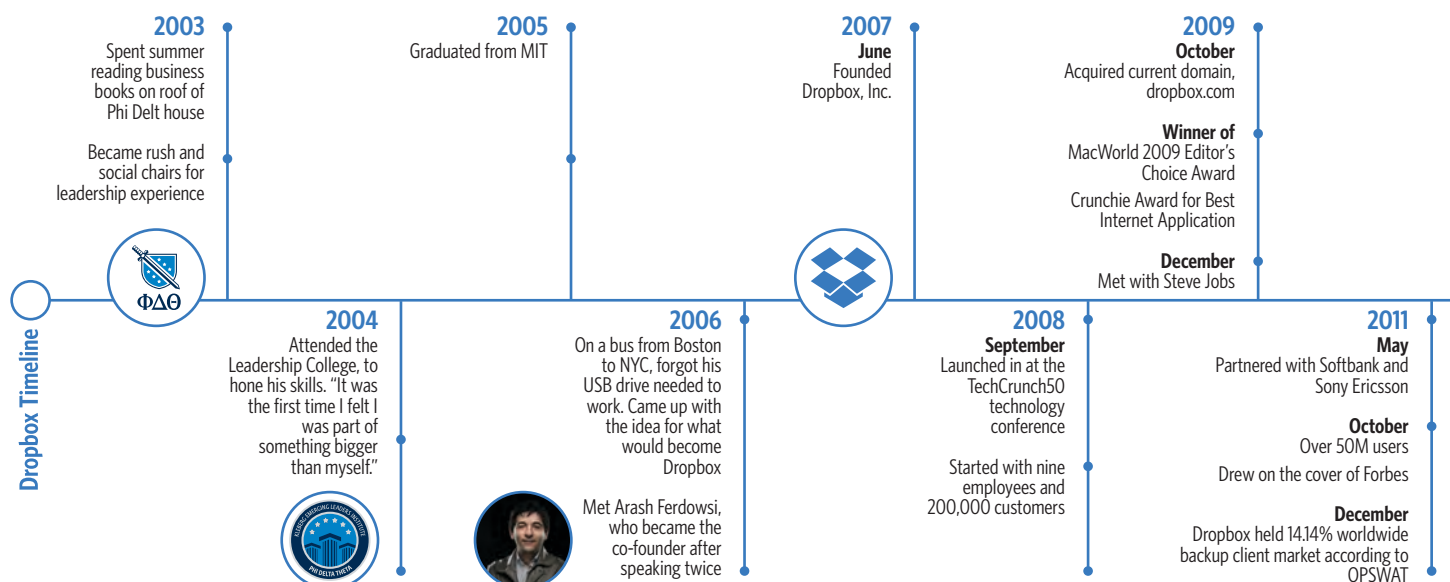 Dropbox Timeline
2003
Spent summer
reading business
books on roof of
Phi Delt house
Became rush and
social chairs for
leadership experience
ΦΔΘ
2004
Attended the
Leadership College, to
hone his skills. “It was
the first time I felt I
was part of
something bigger
than myself.”
KLEBERG EMERGING LEADERS INSTITUTE
PHI DELTA THETA
2005
Graduated from MIT
2006
On a bus from Boston
to NYC, forgot his
USB drive needed to
work. Came up with
the idea for what
would become
Dropbox
Met Arash Ferdowsi,
who became the
co-founder after
speaking twice
2007
June
Founded
Dropbox, Inc.
2008
September
Launched in at the
TechCrunch50
technology
conference
Started with nine
employees and
200,000 customers
2009
October
Acquired current domain,
dropbox.com
Winner of
MacWorld 2009 Editor’s
Choice Award
Crunchie Award for Best
Internet Application
December
Met with Steve Jobs
2011
May
Partnered with Softbank and
Sony Ericsson
October
Over 50M users
Drew on the cover of Forbes
December
Dropbox held 14.14% worldwide
backup client market according to
OPSWAT